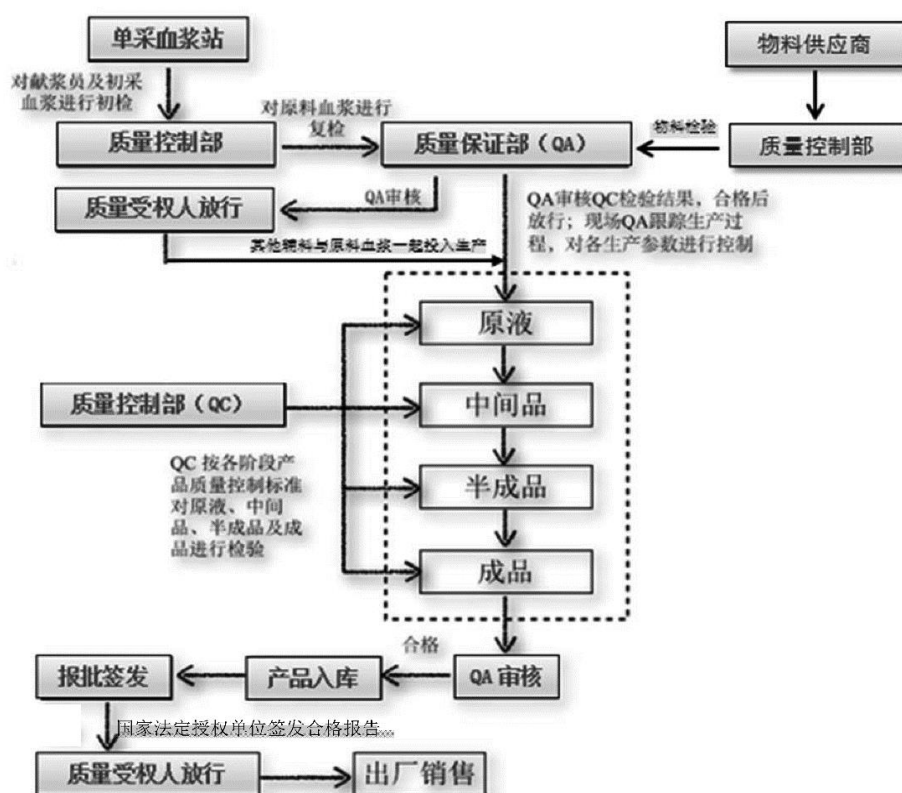 单采血浆站
物料供应商
对献浆员及初采
血浆进行初检
对原料血浆进行
复检
物料检验
质量控制部
质量保证部（QA）
质量控制部
质量受权人放行
QA审核
QA审核QC检验结果，合格后
放行；现场QA跟踪生产过
程，对各生产参数进行控制
其他辅料与原料血浆一起投入生产
原液
质量控制部（QC）
中间品
QC 按各阶段产
品质量控制标准
对原液、中间
品、半成品及成
品进行检验
半成品
成品
合格
报批签发
产品入库
QA 审核
国家法定授权单位签发合格报告
质量受权人放行
出厂销售